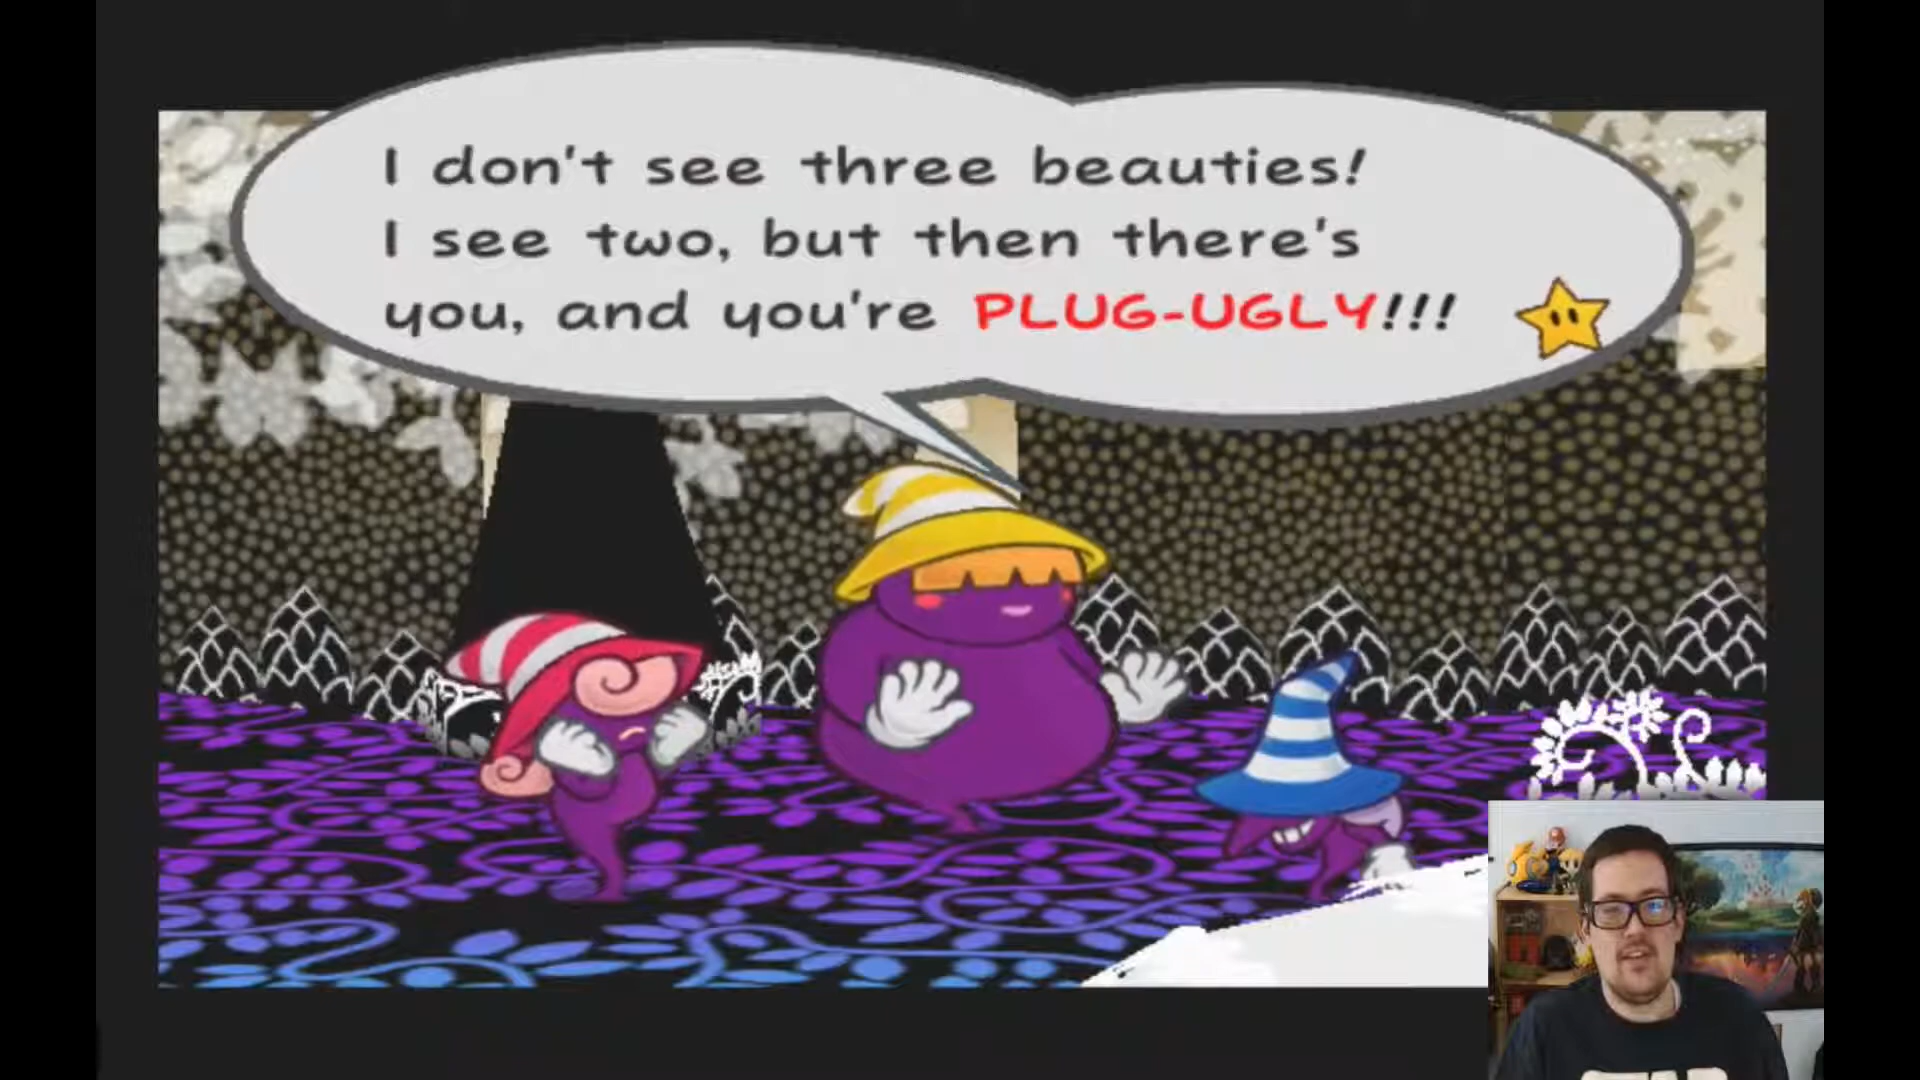 I don't see three beauties!
I see two, but then there's
you, and you're PLUG-UGLY!!!